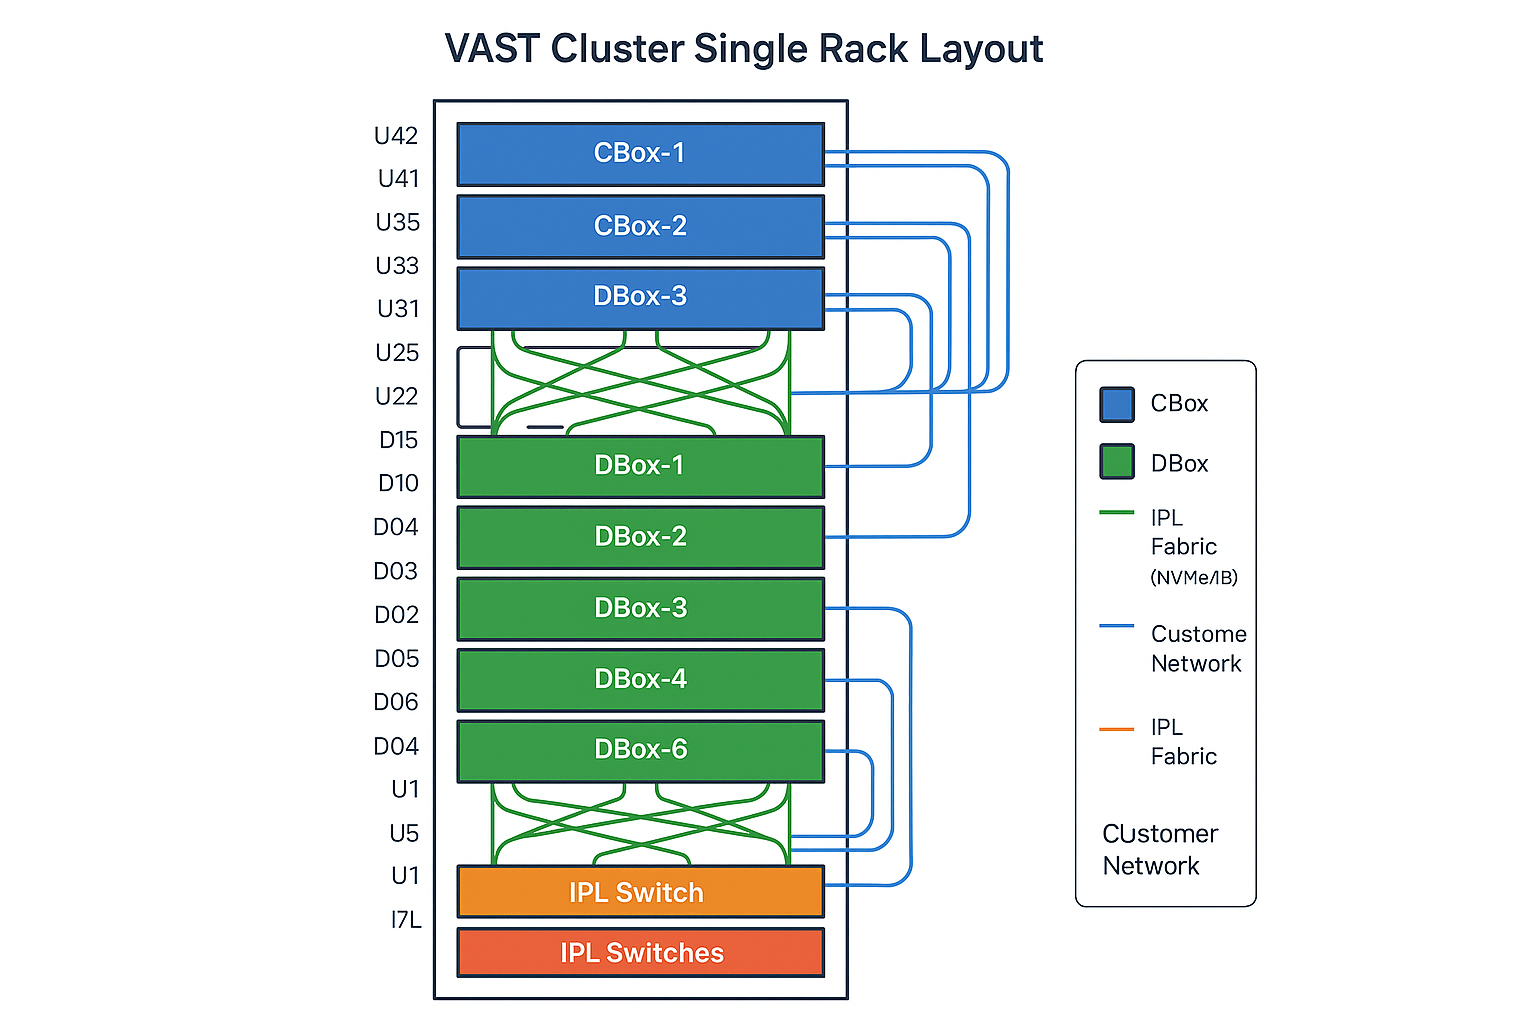 VAST Cluster Single Rack Layout
U42
U41
U35
U33
U31
U25
U22
D15
D10
D04
D03
D02
D05
D06
D04
U1
U5
U1
I7L
CBox-1
CBox-2
DBox-3
DBox-1
DBox-2
DBox-3
DBox-4
DBox-6
IPL Switch
IPL Switches
CBox
DBox
IPL
Fabric
(NVMe/IB)
Custome
Network
IPL
Fabric
CUstomer
Network